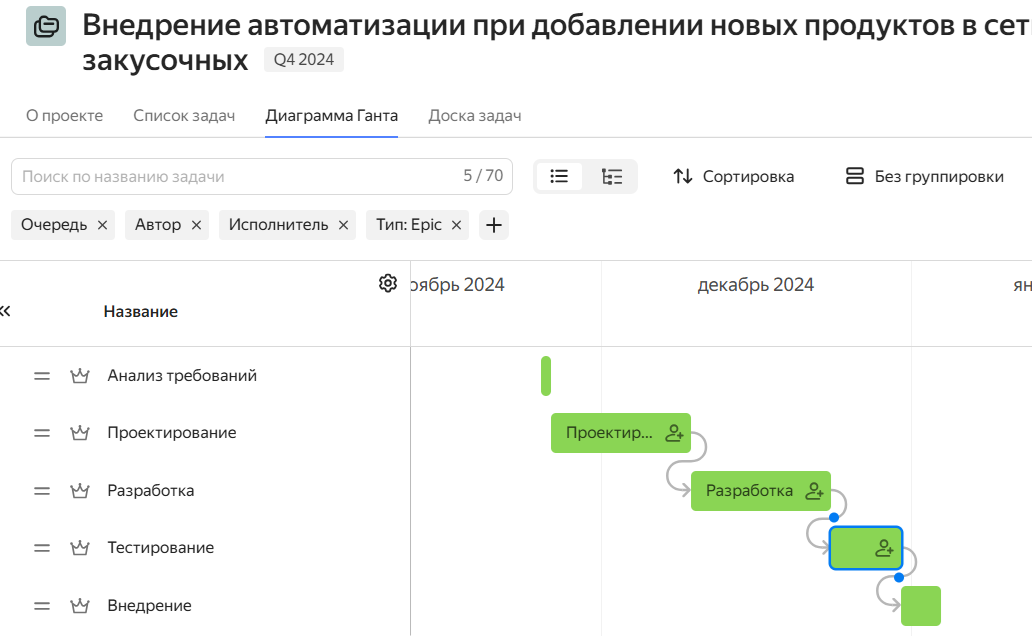 Внедрение автоматизации при добавлении новых продуктов в сет
закусочных Q4 2024
О проекте Список задач Диаграмма Ганта Доска задач
Поиск по названию задачи 5 / 70 Сортировка Без группировки
Очередь × Автор × Исполнитель × Тип: Epic × +
оябрь 2024 декабрь 2024 ян
« Название
Анализ требований
Проектирование Проектир...
Разработка Разработка
Тестирование
Внедрение